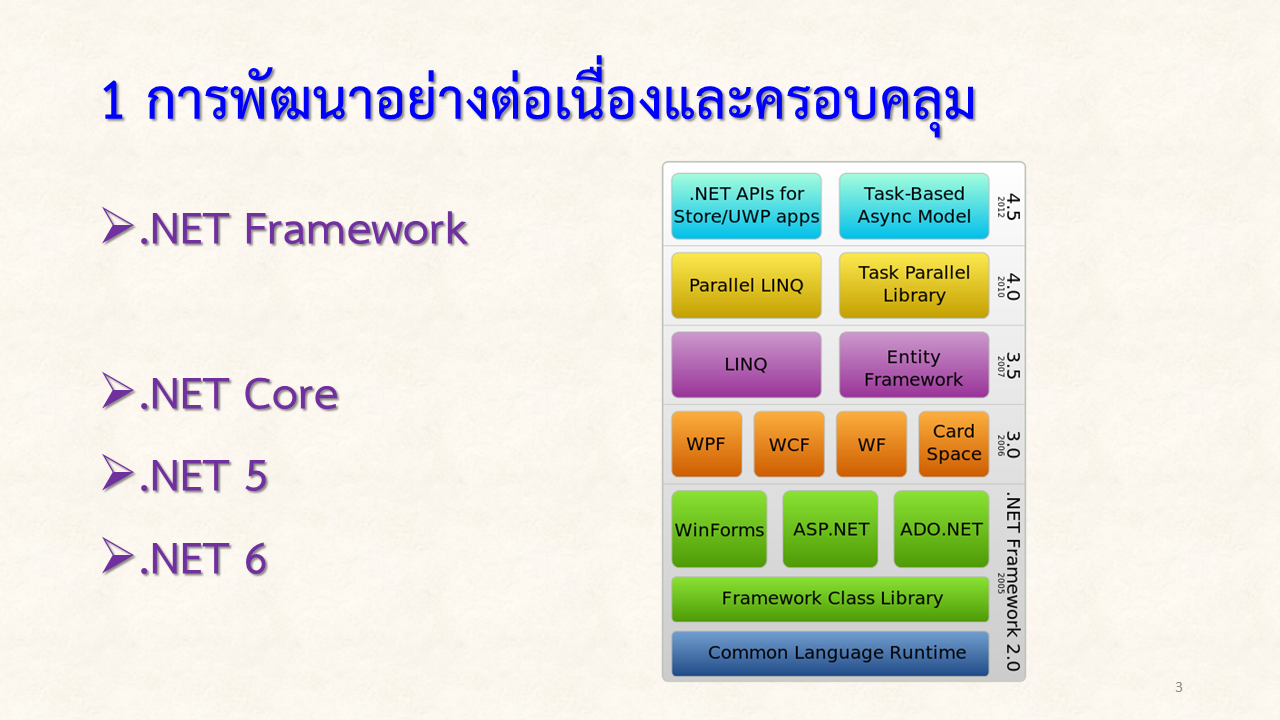 1 การพัฒนาอย่างต่อเนื่องและครอบคลุม
.NET Framework
.NET Core
.NET 5
.NET 6
.NET APIs for
Store/UWP apps
Task-Based
Async Model
4.5
2012
Parallel LINQ
Task Parallel
Library
4.0
2010
LINQ
Entity
Framework
3.5
2007
WPF
WCF
WF
Card
Space
3.0
2006
WinForms
ASP.NET
ADO.NET
Framework Class Library
Common Language Runtime
.NET Framework 2.0
2005
3